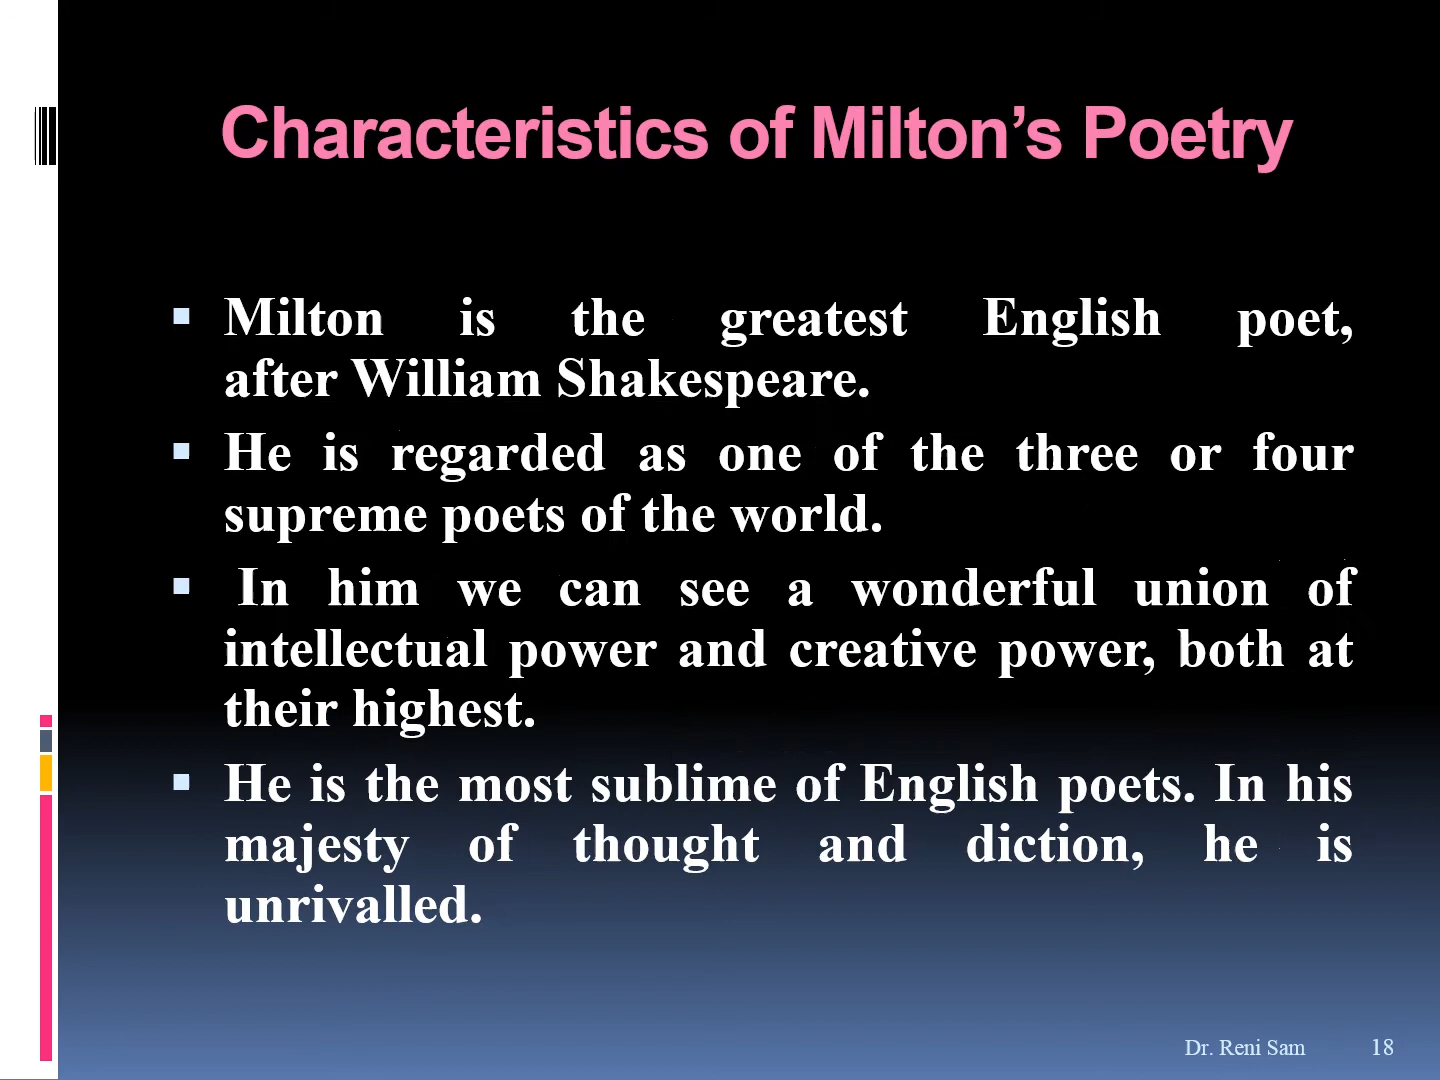 Characteristics of Milton’s Poetry
Milton is the greatest English poet,
after William Shakespeare.
He is regarded as one of the three or four
supreme poets of the world.
In him we can see a wonderful union of
intellectual power and creative power, both at
their highest.
He is the most sublime of English poets. In his
majesty of thought and diction, he is
unrivalled.
Dr. Reni Sam 18